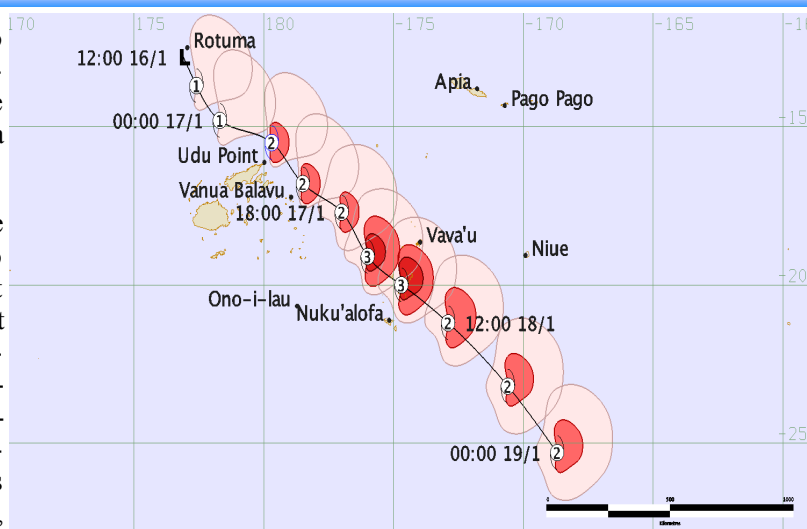 170
175
180
-175
-170
-165
-18
Rotuma
12:00 16/1
L
1
Apia
Pago Pago
00:00 17/1
1
-15
2
Udu Point
2
Vanua Balavu
18:00 17/1
2
Vava'u
Niue
3
-20
3
Ono-i-lau
Nuku'alofa
2
12:00 18/1
2
-25
00:00 19/1
2
0
500
1000
Kilometres